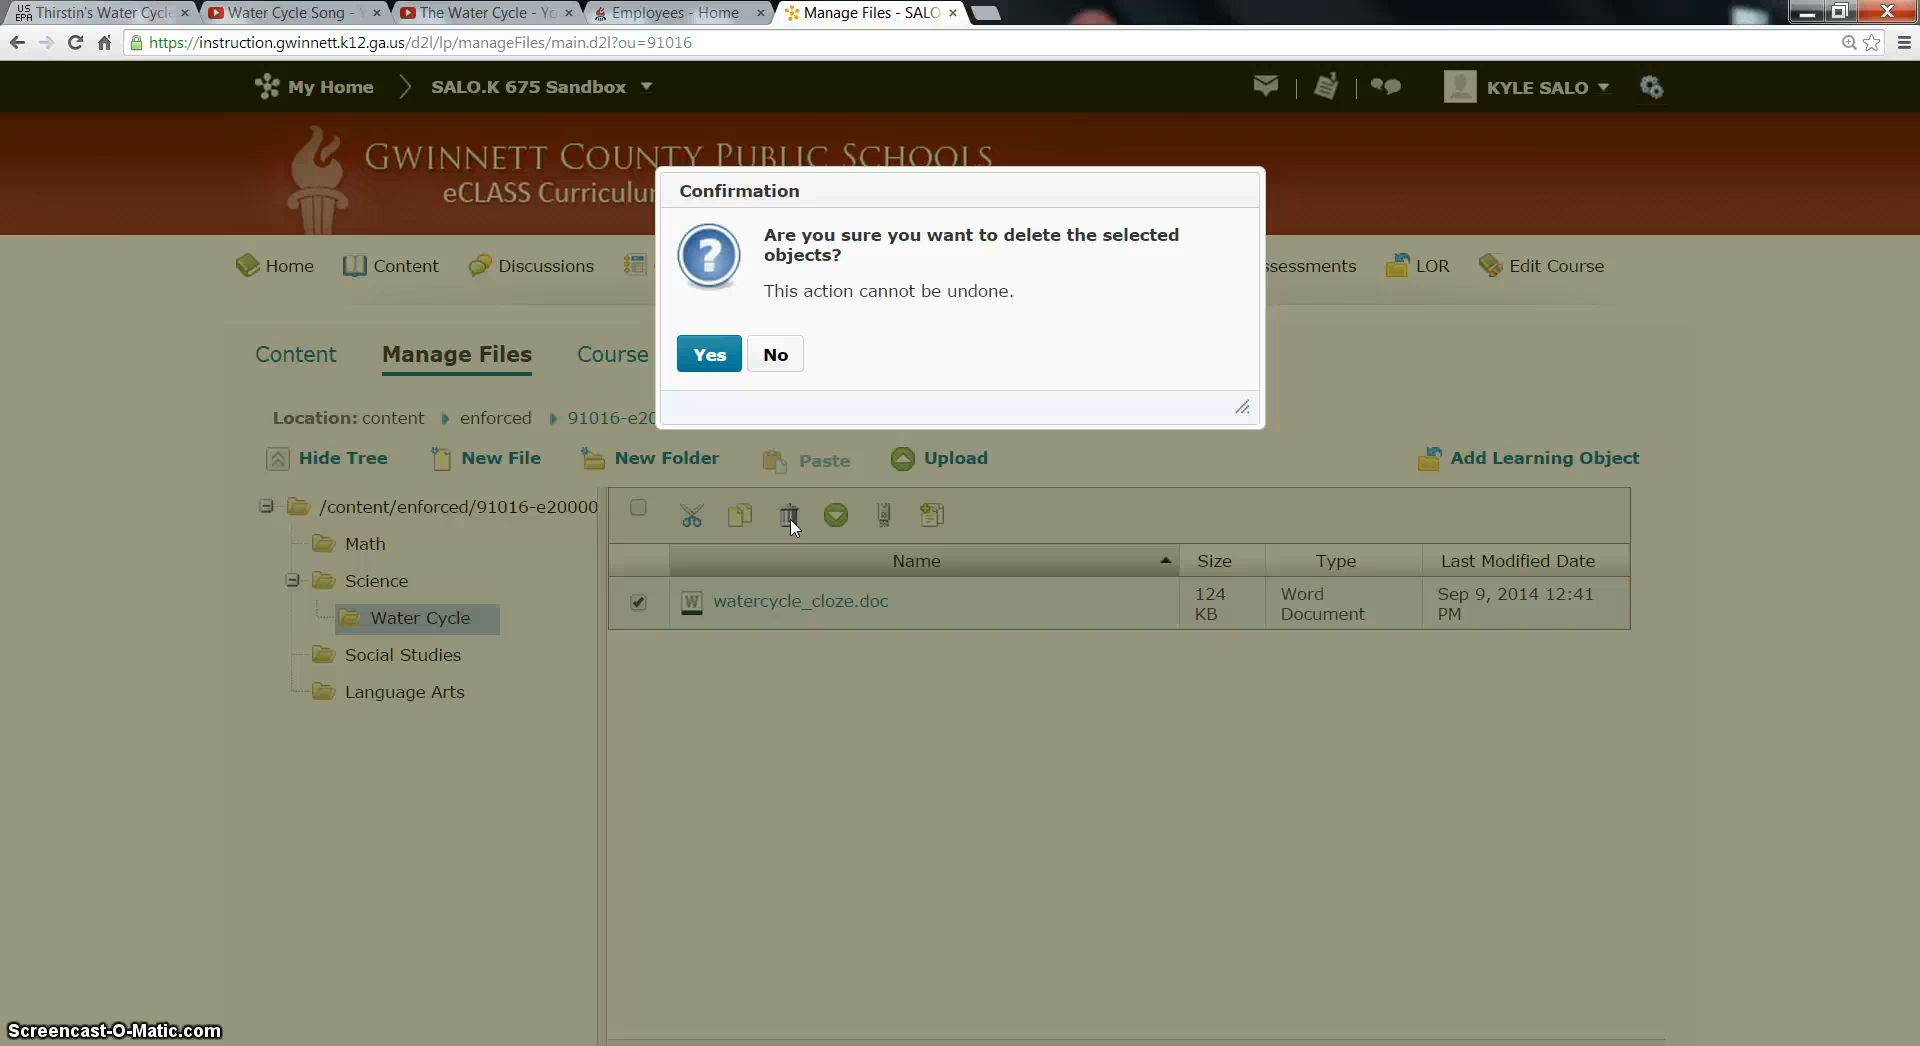 US EPA Thirstin's Water Cycle Water Cycle Song - The Water Cycle - Yo Employees - Home Manage Files - SALO
https://instruction.gwinnett.k12.ga.us/d2l/lp/manageFiles/main.d2l?ou=91016
My Home SALO.K 675 Sandbox KYLE SALO
GWINNETT COUNTY PUBLIC SCHOOLS
eCLASS Curriculu
Confirmation
Are you sure you want to delete the selected
objects?
This action cannot be undone.
Yes No
Home Content Discussions ssessments LOR Edit Course
Content Manage Files Course
Location: content enforced 91016-e20
Hide Tree New File New Folder Paste Upload Add Learning Object
/content/enforced/91016-e20000
Math
Science
Water Cycle
Social Studies
Language Arts
Name Size Type Last Modified Date
watercycle_cloze.doc 124 KB Word Document Sep 9, 2014 12:41 PM
Screencast-O-Matic.com